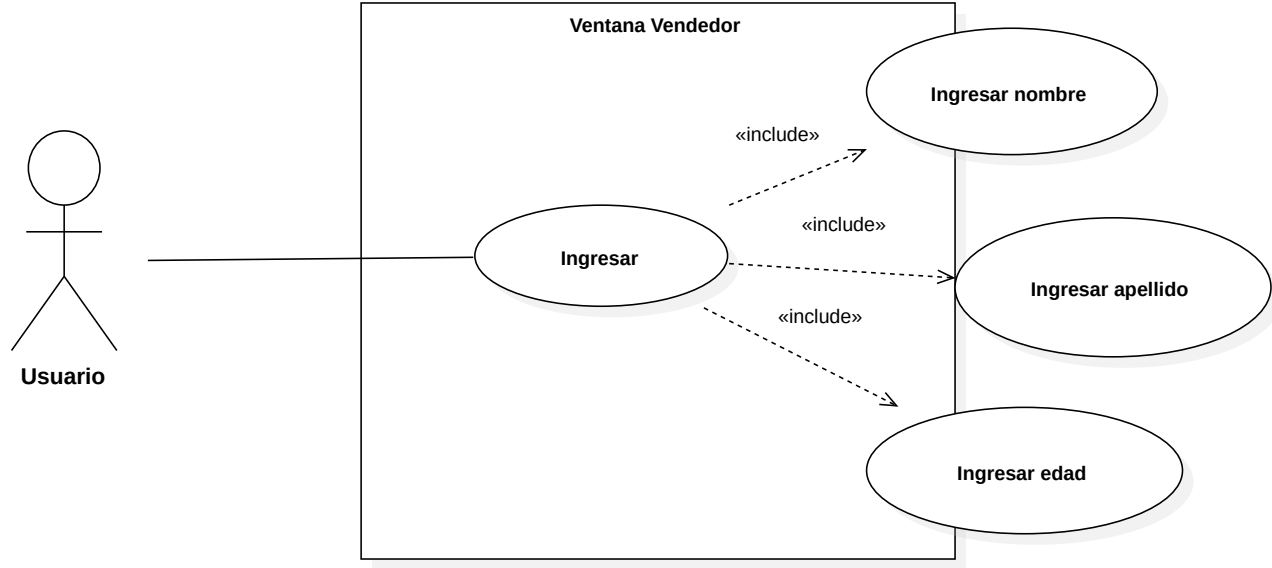 Ventana Vendedor
Ingresar nombre
«include»
«include»
Ingresar
Ingresar apellido
«include»
Usuario
Ingresar edad